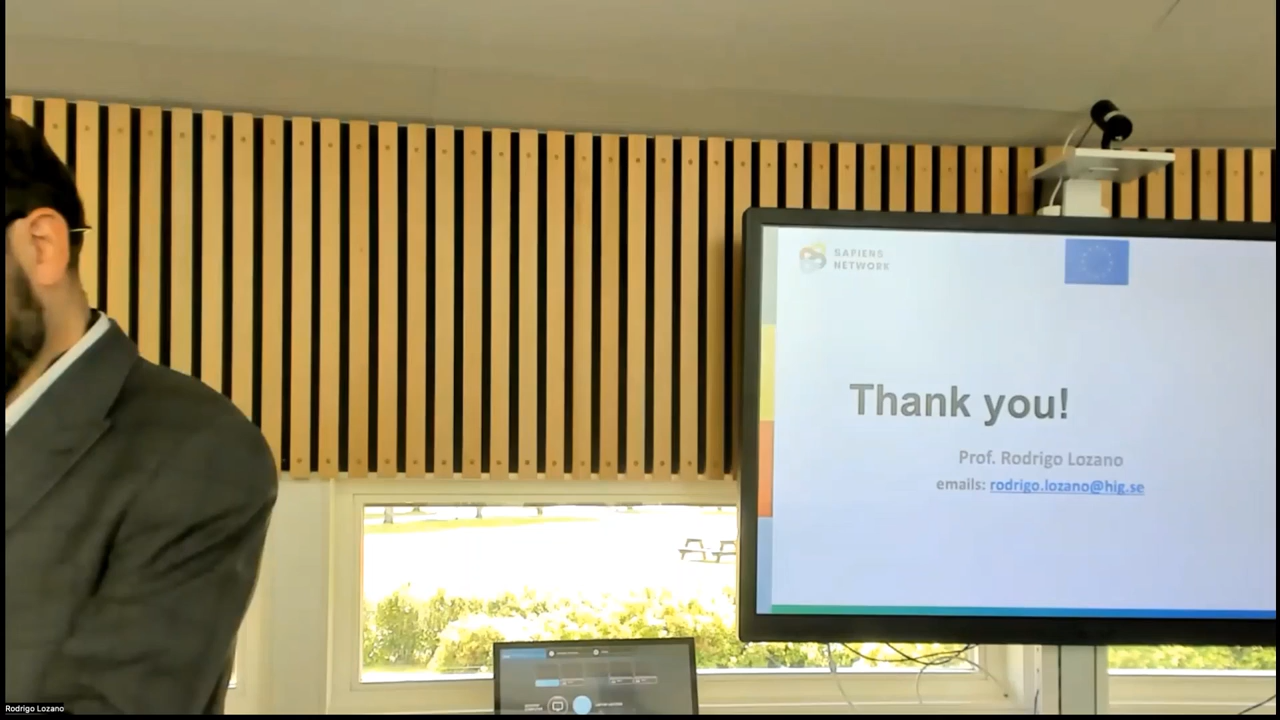 SAPIENS
NETWORK
Thank you!
Prof. Rodrigo Lozano
emails: rodrigo.lozano@hig.se
Rodrigo Lozano